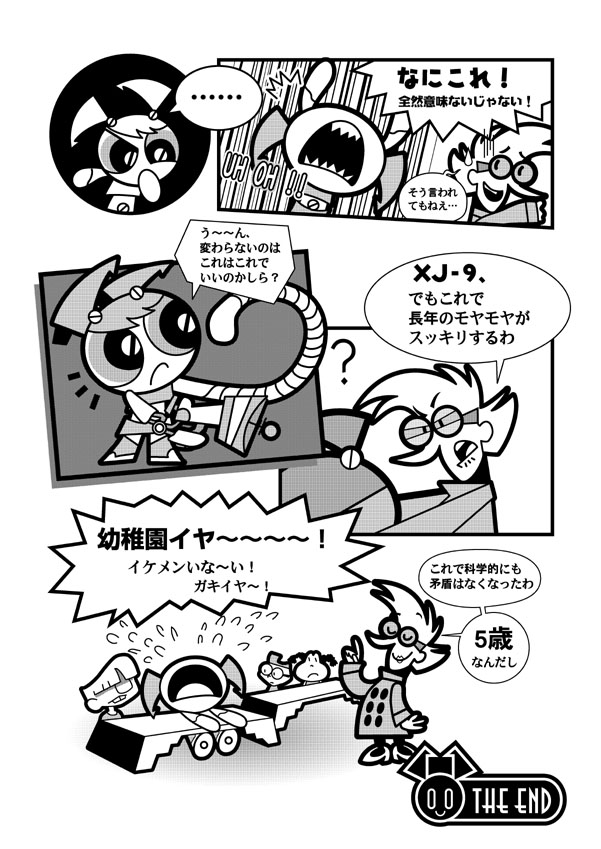 ……
なにこれ！
全然意味ないじゃない！
UH OH !!
そう言われ
てもねえ…
う〜〜ん、
変わらないのは
これはこれで
いいのかしら？
XJ-9、
でもこれで
長年のモヤモヤが
スッキリするわ
?
幼稚園イヤ〜〜〜〜！
イケメンいな〜い！
ガキイヤ〜！
これで科学的にも
矛盾はなくなったわ
5歳
なんだし
THE END